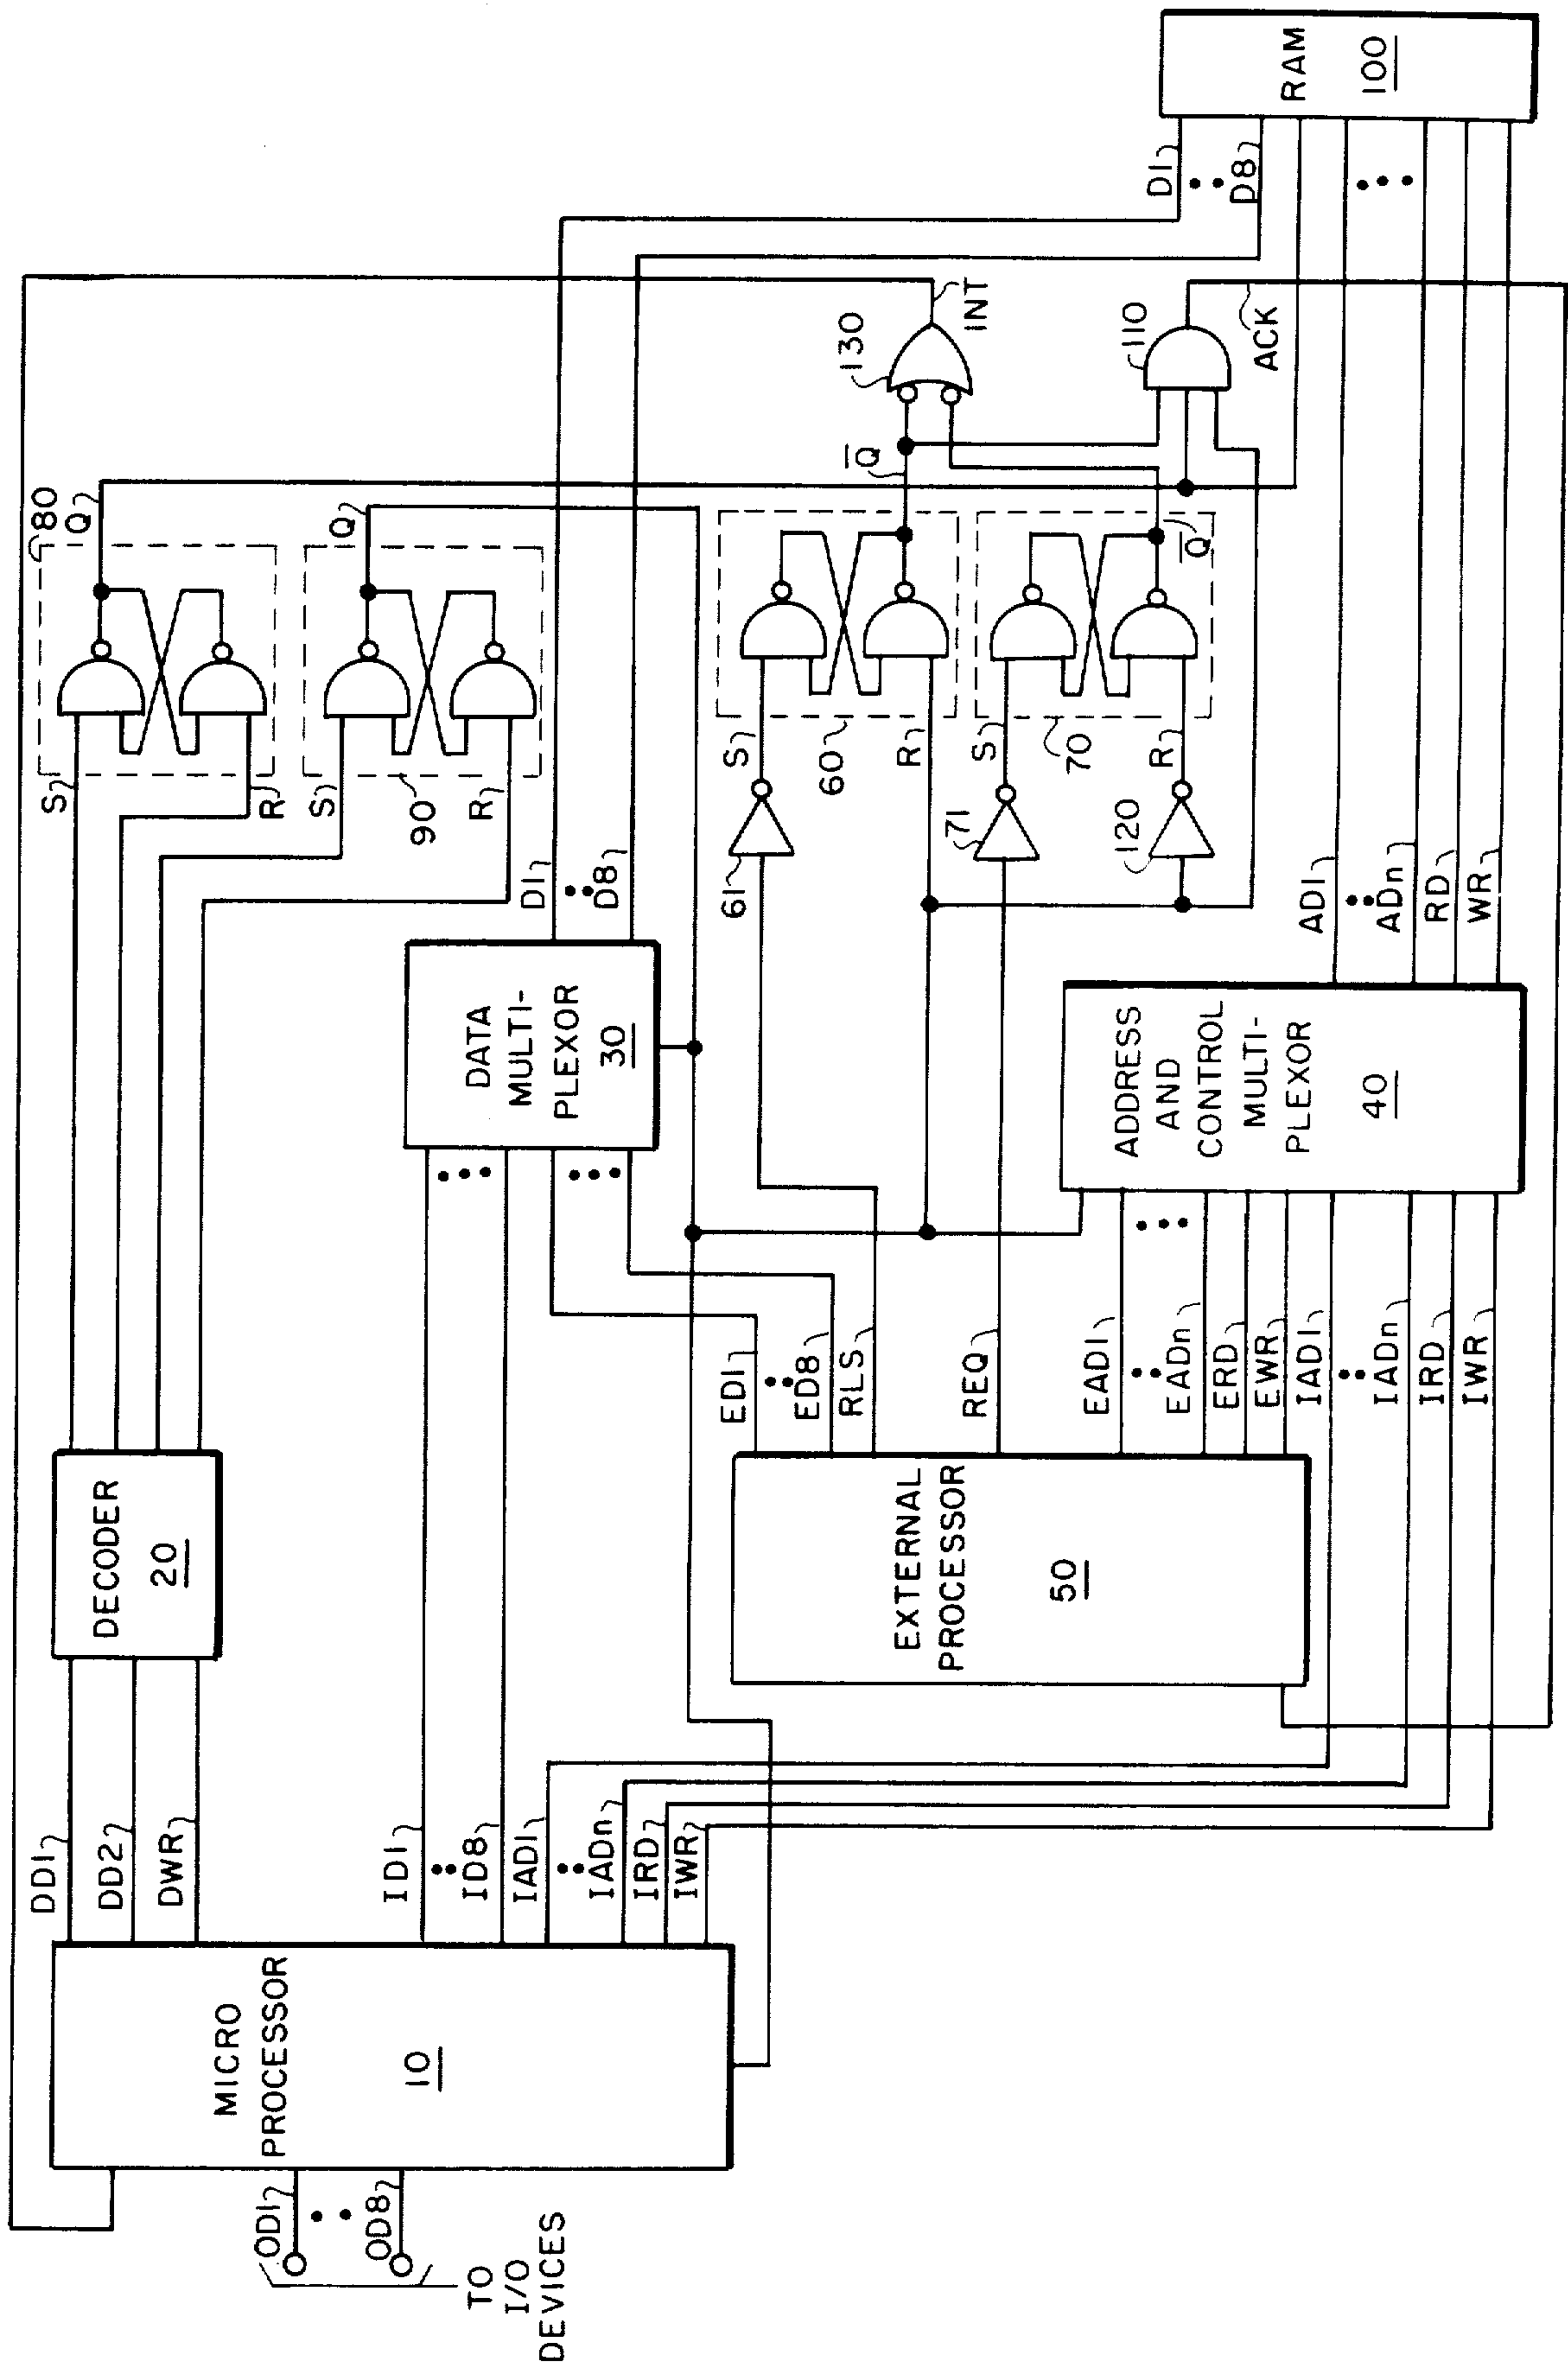 DD1
DD2
DWR
DECODER
20
S
R
80
Q
S
R
90
Q
MICRO
PROCESSOR
10
OD1
OD8
TO
I/O
DEVICES
ID1
ID8
IAD1
IADn
IRD
IWR
DATA
MULTI-
PLEXOR
30
D1
D8
D1
D8
RAM
100
EXTERNAL
PROCESSOR
50
ED1
ED8
RLS
REQ
EAD1
EADn
ERD
EWR
IAD1
IADn
IRD
IWR
61
S
60
R
Q
71
S
70
R
120
Q
130
INT
110
ACK
ADDRESS
AND
CONTROL
MULTI-
PLEXOR
40
AD1
ADn
RD
WR